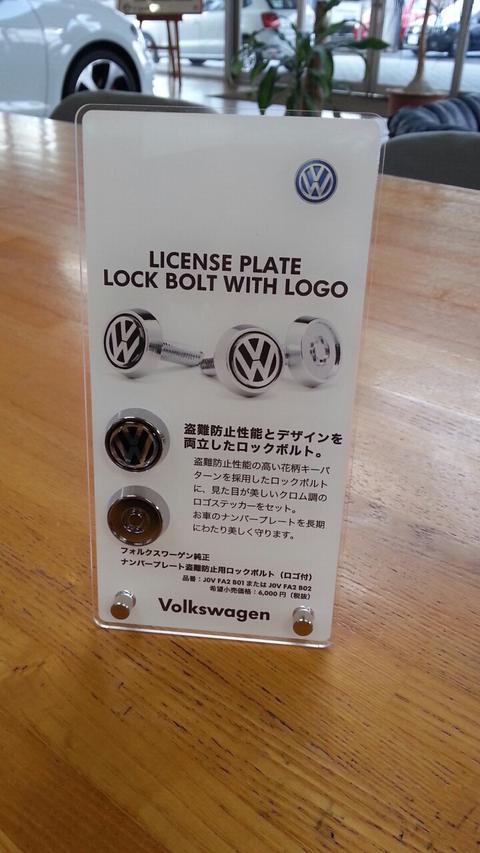 LICENSE PLATE
LOCK BOLT WITH LOGO
盗難防止性能とデザインを
両立したロックボルト。
盗難防止性能の高い花柄キーパ
ターンを採用したロックボルト
に、見た目が美しいクロム調の
ロゴステッカーをセット。
お車のナンバープレートを長期
にわたり美しく守ります。
フォルクスワーゲン純正
ナンバープレート盗難防止用ロックボルト（ロゴ付）
品番：J0V FA2 B01 または J0V FA2 B02
希望小売価格：6,000 円（税抜）
Volkswagen